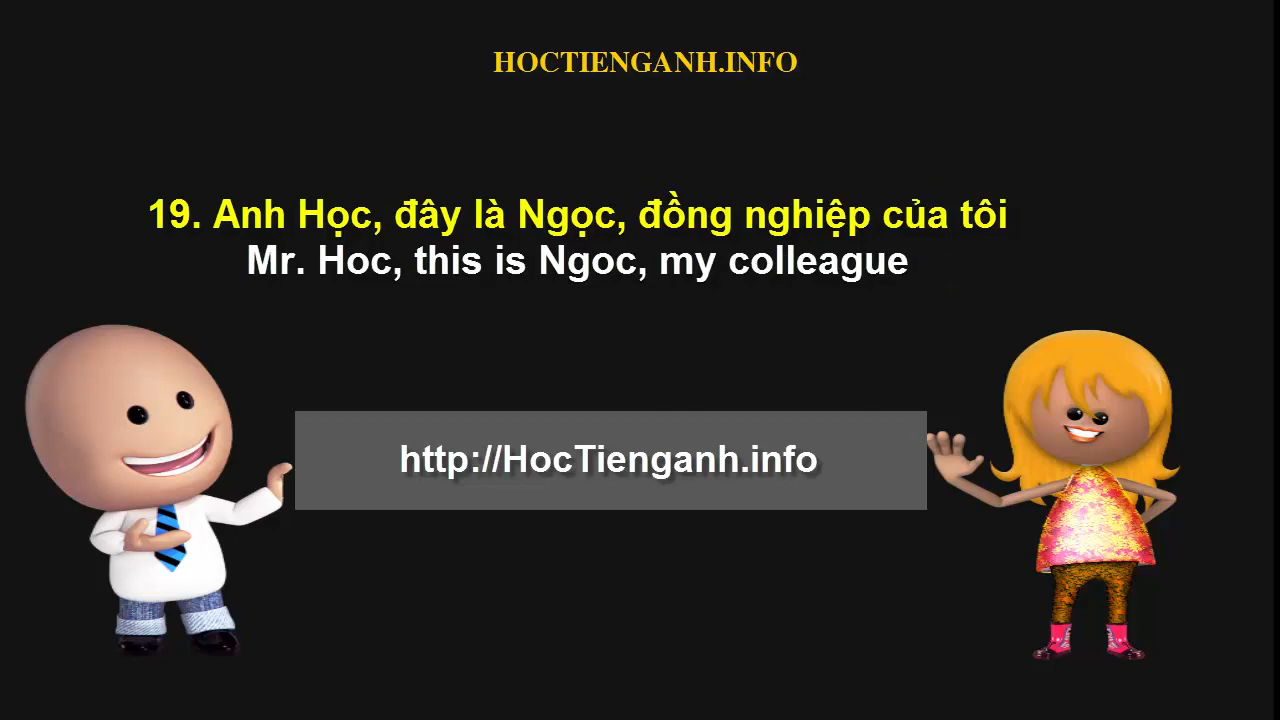 HOCTIENGANH.INFO
19. Anh Học, đây là Ngọc, đồng nghiệp của tôi
Mr. Hoc, this is Ngoc, my colleague
http://HocTienganh.info